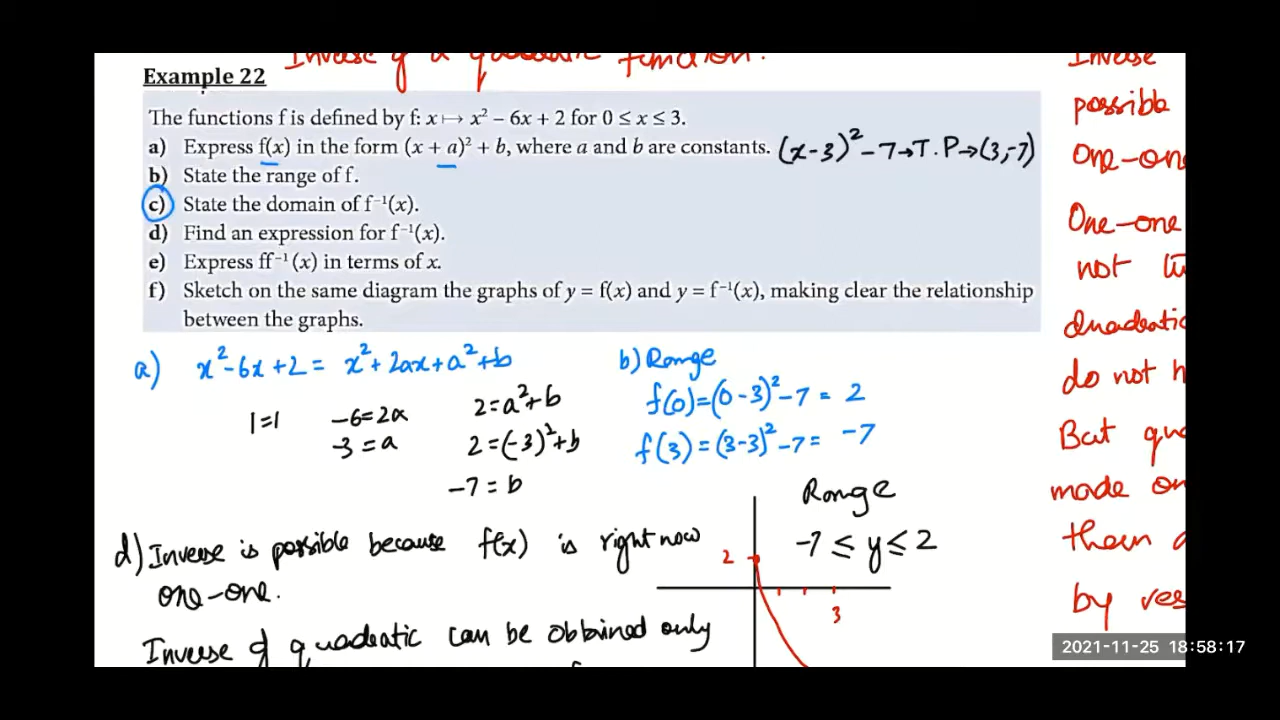 Inverse of a quadratic function.
Example 22
The functions f is defined by f: x ↦ x² − 6x + 2 for 0 ≤ x ≤ 3.
a) Express f(x) in the form (x + a)² + b, where a and b are constants. (x-3)² -7 → T.P → (3,-7)
b) State the range of f.
c) State the domain of f⁻¹(x).
d) Find an expression for f⁻¹(x).
e) Express ff⁻¹(x) in terms of x.
f) Sketch on the same diagram the graphs of y = f(x) and y = f⁻¹(x), making clear the relationship
between the graphs.
a) x²-6x+2 = x²+2ax+a²+b
1=1
-6=2a
-3=a
2=a²+b
2=(-3)²+b
-7=b
b) Range
f(0)=(0-3)²-7= 2
f(3)=(3-3)²-7= -7
Range
-7 ≤ y ≤ 2
2
3
d) Inverse is possible because f(x) is right now
one-one.
Inverse of quadeatic can be obtained only
Inverse
possible
one-one
One-one
not
quadeatic
do not h
But qua
made on
them a
by res
2021-11-25 18:58:17